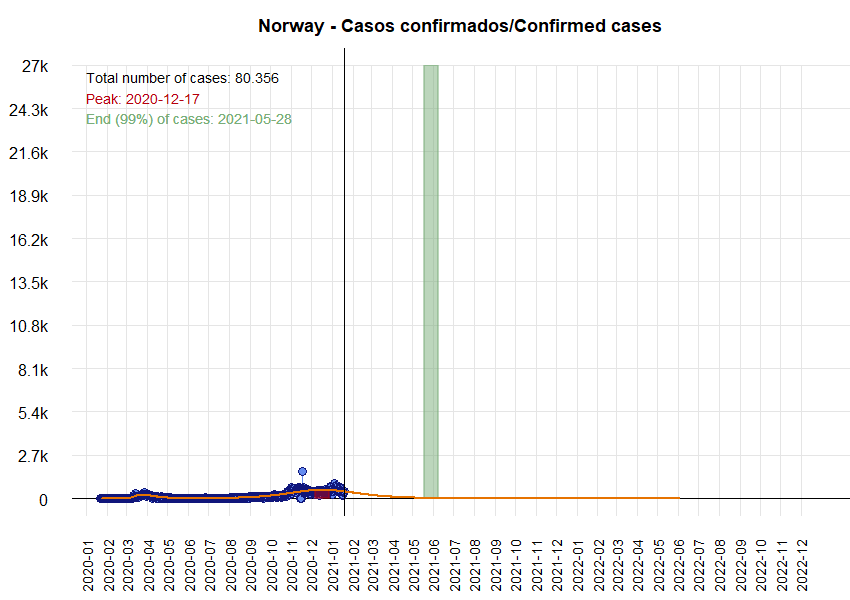 Norway - Casos confirmados/Confirmed cases
27k
24.3k
21.6k
18.9k
16.2k
13.5k
10.8k
8.1k
5.4k
2.7k
0
Total number of cases: 80.356
Peak: 2020-12-17
End (99%) of cases: 2021-05-28
2020-01
2020-02
2020-03
2020-04
2020-05
2020-06
2020-07
2020-08
2020-09
2020-10
2020-11
2020-12
2021-01
2021-02
2021-03
2021-04
2021-05
2021-06
2021-07
2021-08
2021-09
2021-10
2021-11
2021-12
2022-01
2022-02
2022-03
2022-04
2022-05
2022-06
2022-07
2022-08
2022-09
2022-10
2022-11
2022-12